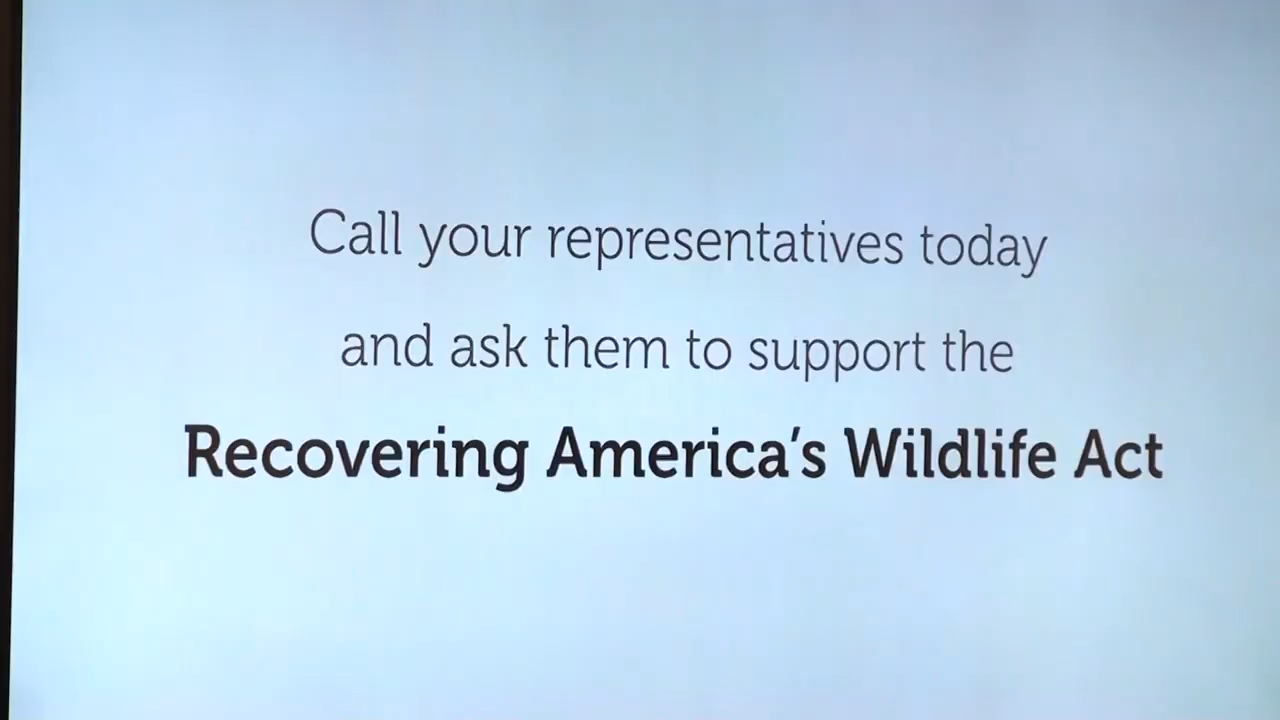 Call your representatives today
and ask them to support the
Recovering America's Wildlife Act